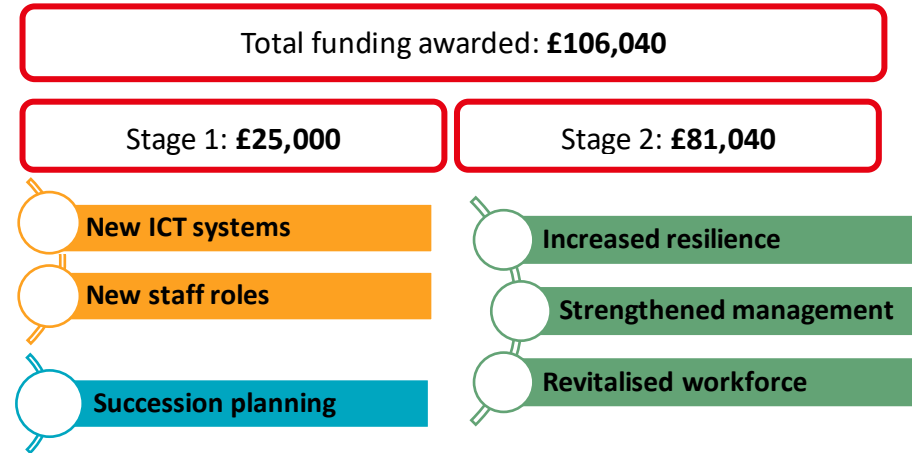 Total funding awarded: £106,040
Stage 1: £25,000
Stage 2: £81,040
New ICT systems
New staff roles
Succession planning
Increased resilience
Strengthened management
Revitalised workforce